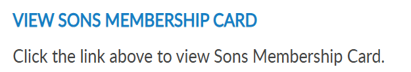 VIEW SONS MEMBERSHIP CARD
Click the link above to view Sons Membership Card.